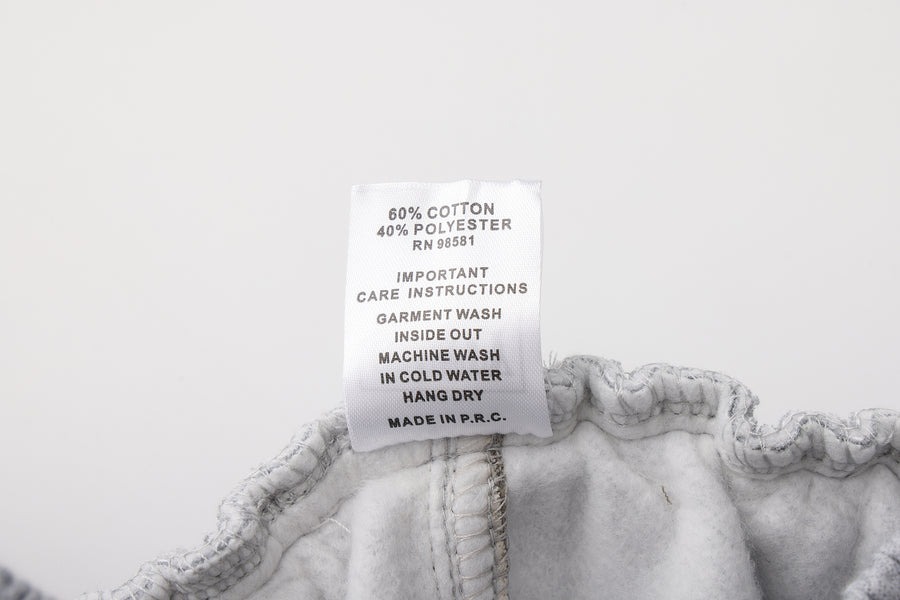 60% COTTON
40% POLYESTER
RN 98581
IMPORTANT
CARE INSTRUCTIONS
GARMENT WASH
INSIDE OUT
MACHINE WASH
IN COLD WATER
HANG DRY
MADE IN P.R.C.